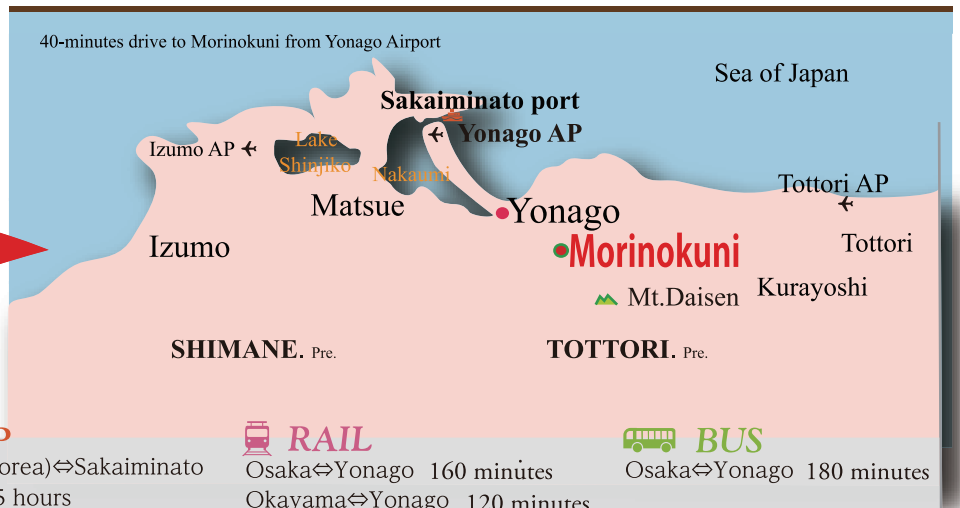 40-minutes drive to Morinokuni from Yonago Airport
Sea of Japan
Sakaiminato port
Yonago AP
Izumo AP
Lake
Shinjiko
Nakaumi
Tottori AP
Matsue
Yonago
Izumo
Morinokuni
Tottori
Mt.Daisen
Kurayoshi
SHIMANE. Pre.
TOTTORI. Pre.
RAIL
BUS
orea)⇔Sakaiminato
Osaka⇔Yonago 160 minutes
Osaka⇔Yonago 180 minutes
hours
Okayama⇔Yonago 120 minutes